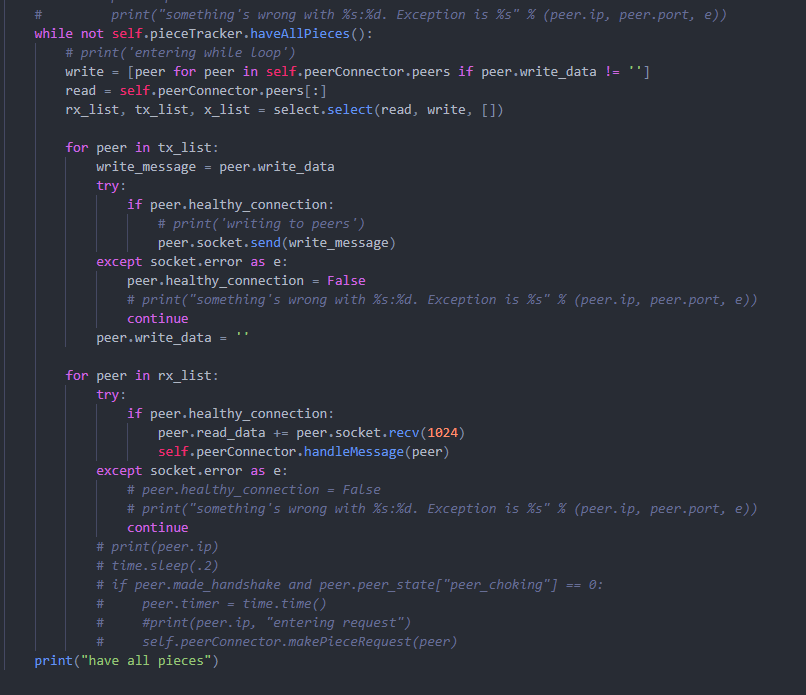 #         print("something's wrong with %s:%d. Exception is %s" % (peer.ip, peer.port, e))
while not self.pieceTracker.haveAllPieces():
    # print('entering while loop')
    write = [peer for peer in self.peerConnector.peers if peer.write_data != '']
    read = self.peerConnector.peers[:]
    rx_list, tx_list, x_list = select.select(read, write, [])

    for peer in tx_list:
        write_message = peer.write_data
        try:
            if peer.healthy_connection:
                # print('writing to peers')
                peer.socket.send(write_message)
        except socket.error as e:
            peer.healthy_connection = False
            # print("something's wrong with %s:%d. Exception is %s" % (peer.ip, peer.port, e))
            continue
        peer.write_data = ''

    for peer in rx_list:
        try:
            if peer.healthy_connection:
                peer.read_data += peer.socket.recv(1024)
                self.peerConnector.handleMessage(peer)
        except socket.error as e:
            # peer.healthy_connection = False
            # print("something's wrong with %s:%d. Exception is %s" % (peer.ip, peer.port, e))
            continue
        # print(peer.ip)
        # time.sleep(.2)
        # if peer.made_handshake and peer.peer_state["peer_choking"] == 0:
        #     peer.timer = time.time()
        #     #print(peer.ip, "entering request")
        #     self.peerConnector.makePieceRequest(peer)
print("have all pieces")